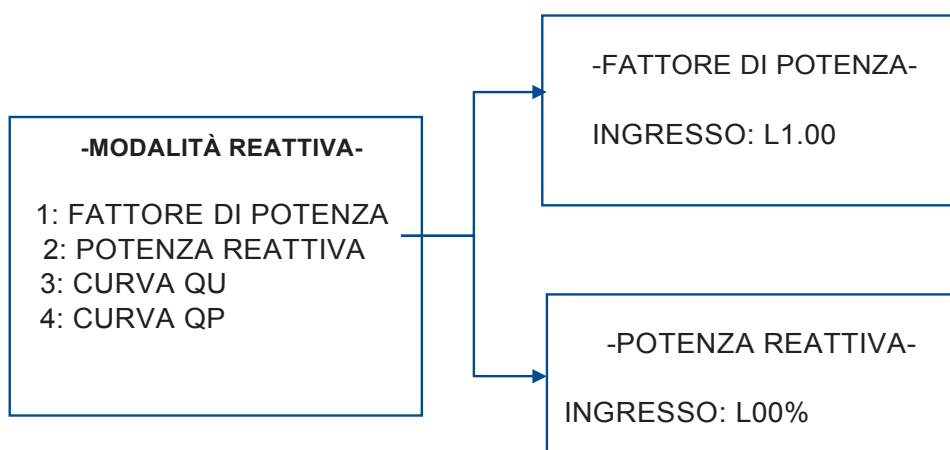 -MODALITÀ REATTIVA-
1: FATTORE DI POTENZA
2: POTENZA REATTIVA
3: CURVA QU
4: CURVA QP
-FATTORE DI POTENZA-
INGRESSO: L1.00
-POTENZA REATTIVA-
INGRESSO: L00%